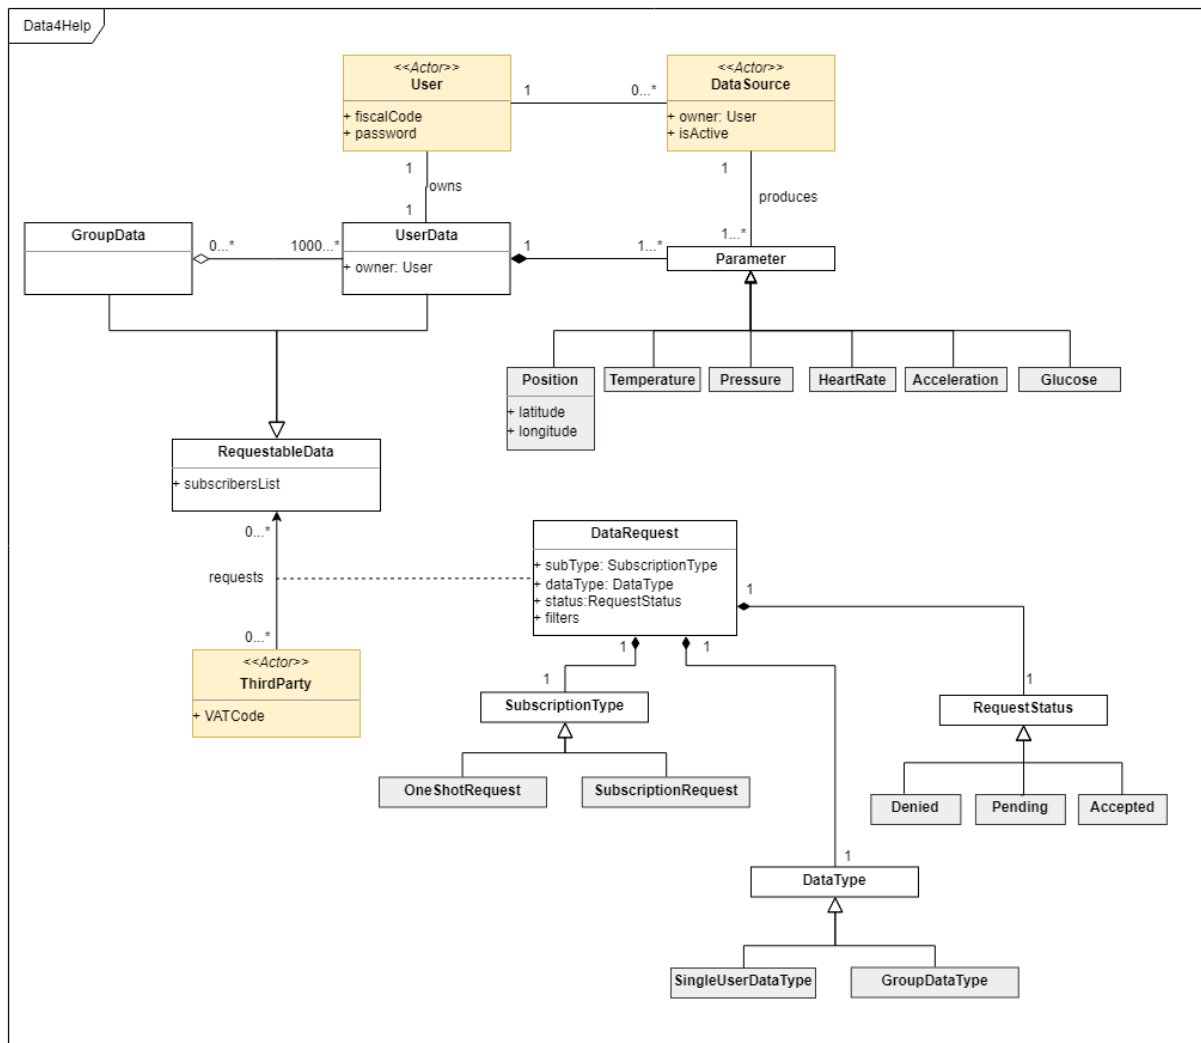 Data4Help
<<Actor>>
User
+ fiscalCode
+ password
1
0...*
<<Actor>>
DataSource
+ owner: User
+ isActive
1
owns
1
1
produces
1...*
GroupData
0...*
1000...*
UserData
+ owner: User
1
1...*
Parameter
Position
+ latitude
+ longitude
Temperature
Pressure
HeartRate
Acceleration
Glucose
RequestableData
+ subscribersList
0...*
requests
0...*
<<Actor>>
ThirdParty
+ VATCode
DataRequest
+ subType: SubscriptionType
+ dataType: DataType
+ status:RequestStatus
+ filters
1
1
1
1
SubscriptionType
OneShotRequest
SubscriptionRequest
1
RequestStatus
Denied
Pending
Accepted
1
DataType
SingleUserDataType
GroupDataType